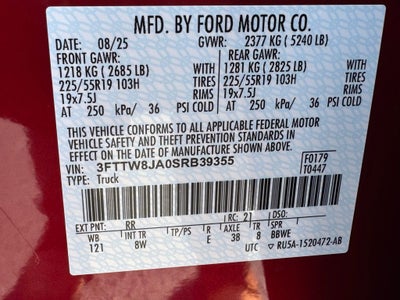 MFD. BY FORD MOTOR CO.
DATE: 08/25 GVWR: 2377 KG ( 5240 LB)
FRONT GAWR: REAR GAWR:
1218 KG ( 2685 LB) WITH 1281 KG ( 2825 LB) WITH
225/55R19 103H TIRES 225/55R19 103H TIRES
19x7.5J RIMS 19x7.5J RIMS
AT 250 kPa/ 36 PSI COLD AT 250 kPa/ 36 PSI COLD
THIS VEHICLE CONFORMS TO ALL APPLICABLE FEDERAL MOTOR
VEHICLE SAFETY AND THEFT PREVENTION STANDARDS IN EFFECT
ON THE DATE OF MANUFACTURE SHOWN ABOVE.
VIN: 3FTTW8JA0SRB39355 F0179
TYPE: Truck T0447
EXT PNT: RR RC: 21 DSO:
WB TP/PS R AXLE TR SPR
121 8W E 38 8 BBWE
UTC ▽ RU5A-1520472-AB